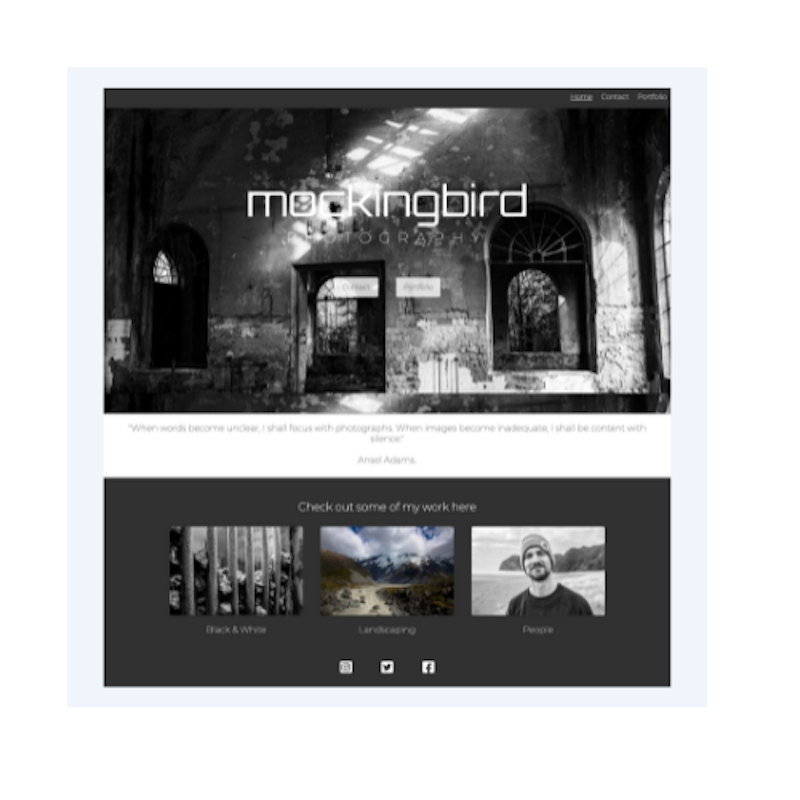 Home Contact Portfolio
mockingbird
PHOTOGRAPHY
Contact Portfolio
"When words become unclear, I shall focus with photographs. When images become inadequate, I shall be content with
silence."
Ansel Adams.
Check out some of my work here
Black & White Landscaping People